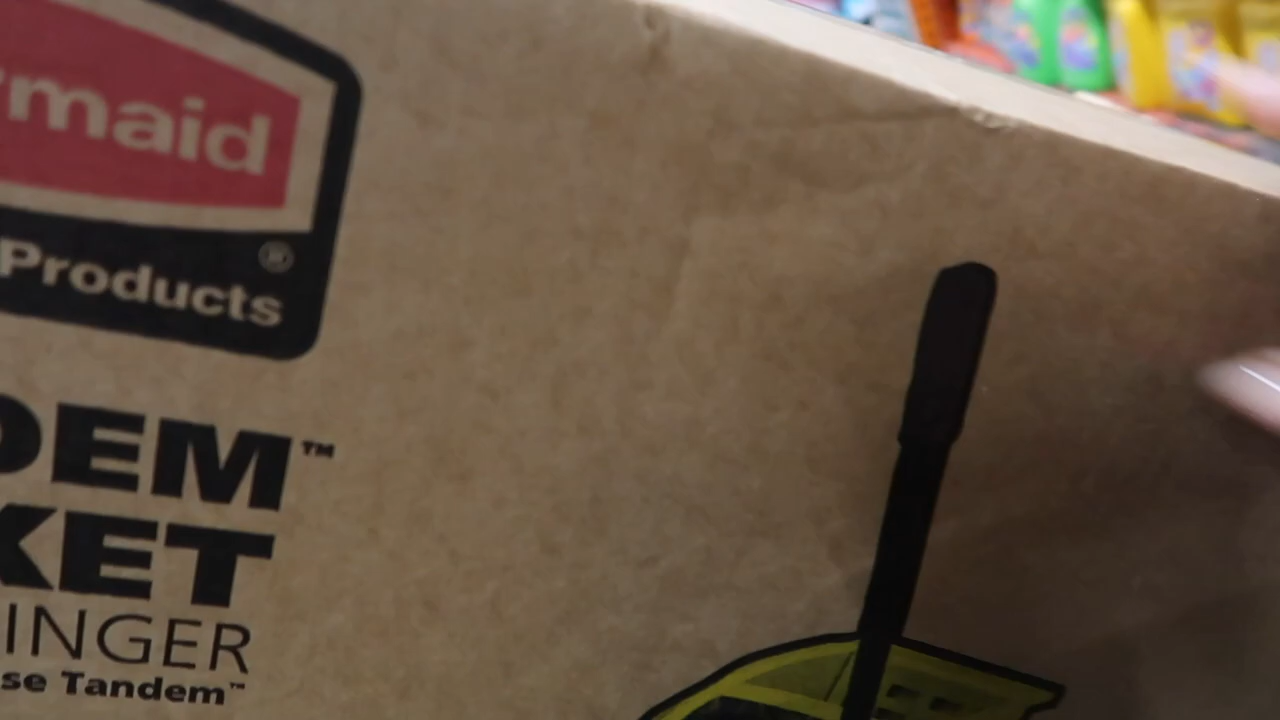 rmaid
Products ®
DEM™
KET
INGER
se Tandem™